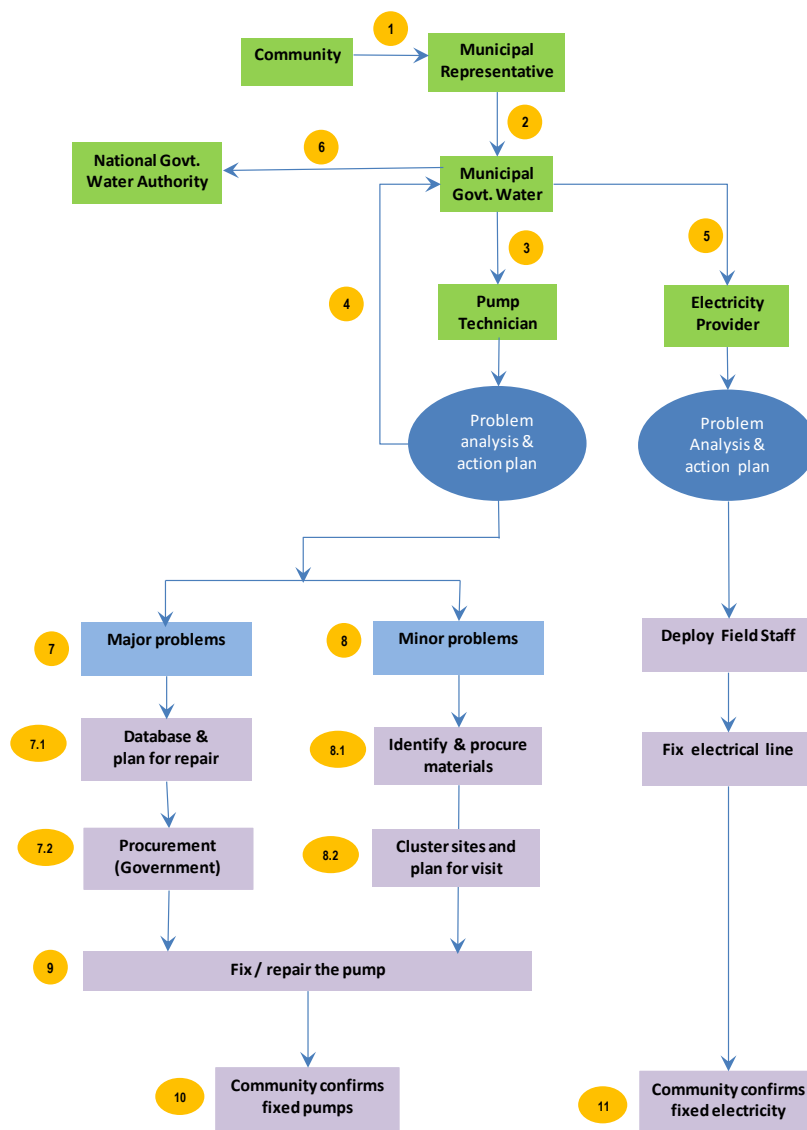 1
Community
Municipal
Representative
2
6
National Govt.
Water Authority
Municipal
Govt. Water
3
5
4
Pump
Technician
Electricity
Provider
Problem
analysis &
action plan
Problem
Analysis &
action plan
7
Major problems
8
Minor problems
Deploy Field Staff
7.1
Database &
plan for repair
8.1
Identify & procure
materials
Fix electrical line
7.2
Procurement
(Government)
8.2
Cluster sites and
plan for visit
9
Fix / repair the pump
10
Community confirms
fixed pumps
11
Community confirms
fixed electricity